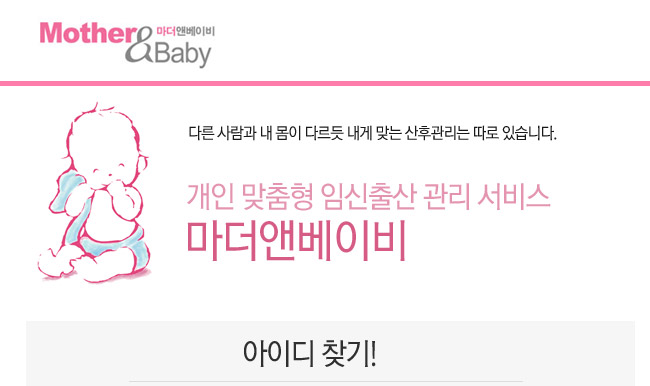 Mother 마더앤베이비
&Baby
다른 사람과 내 몸이 다르듯 내게 맞는 산후관리는 따로 있습니다.
개인 맞춤형 임신출산 관리 서비스
마더앤베이비
아이디 찾기!